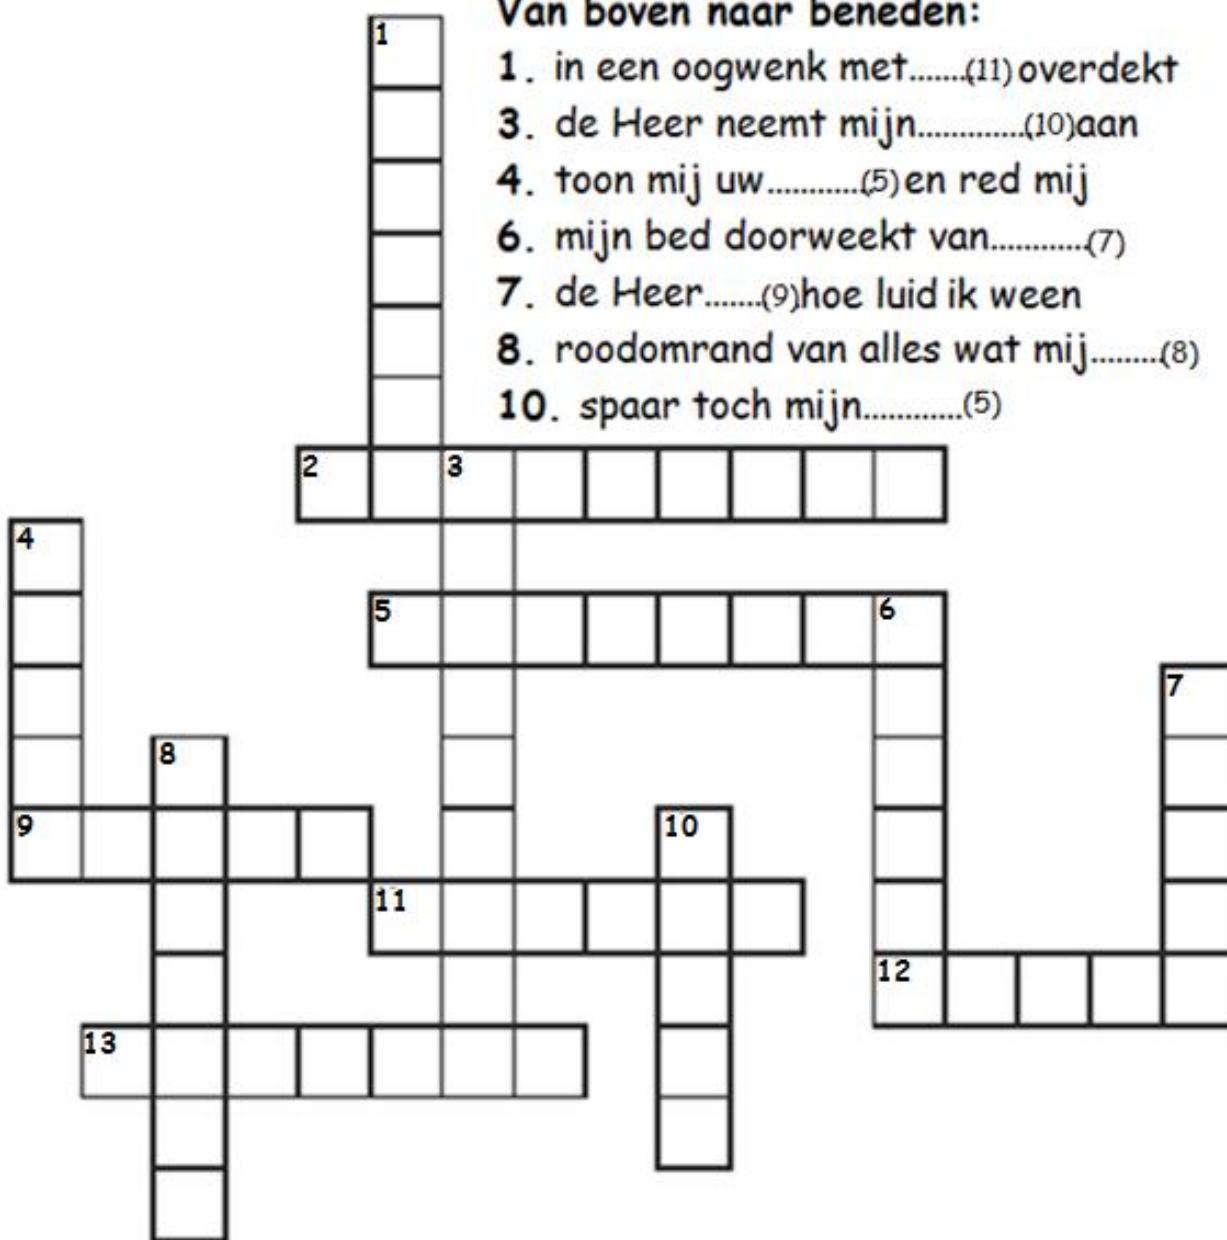 Van boven naar beneden:
1. in een oogwenk met.......(11)overdekt
3. de Heer neemt mijn.............(10)aan
4. toon mij uw...........(5)en red mij
6. mijn bed doorweekt van............(7)
7. de Heer.......(9)hoe luid ik ween
8. roodomrand van alles wat mij.........(8)
10. spaar toch mijn............(5)
1
2 3
4
5 6
7
8
9 10
11
12
13